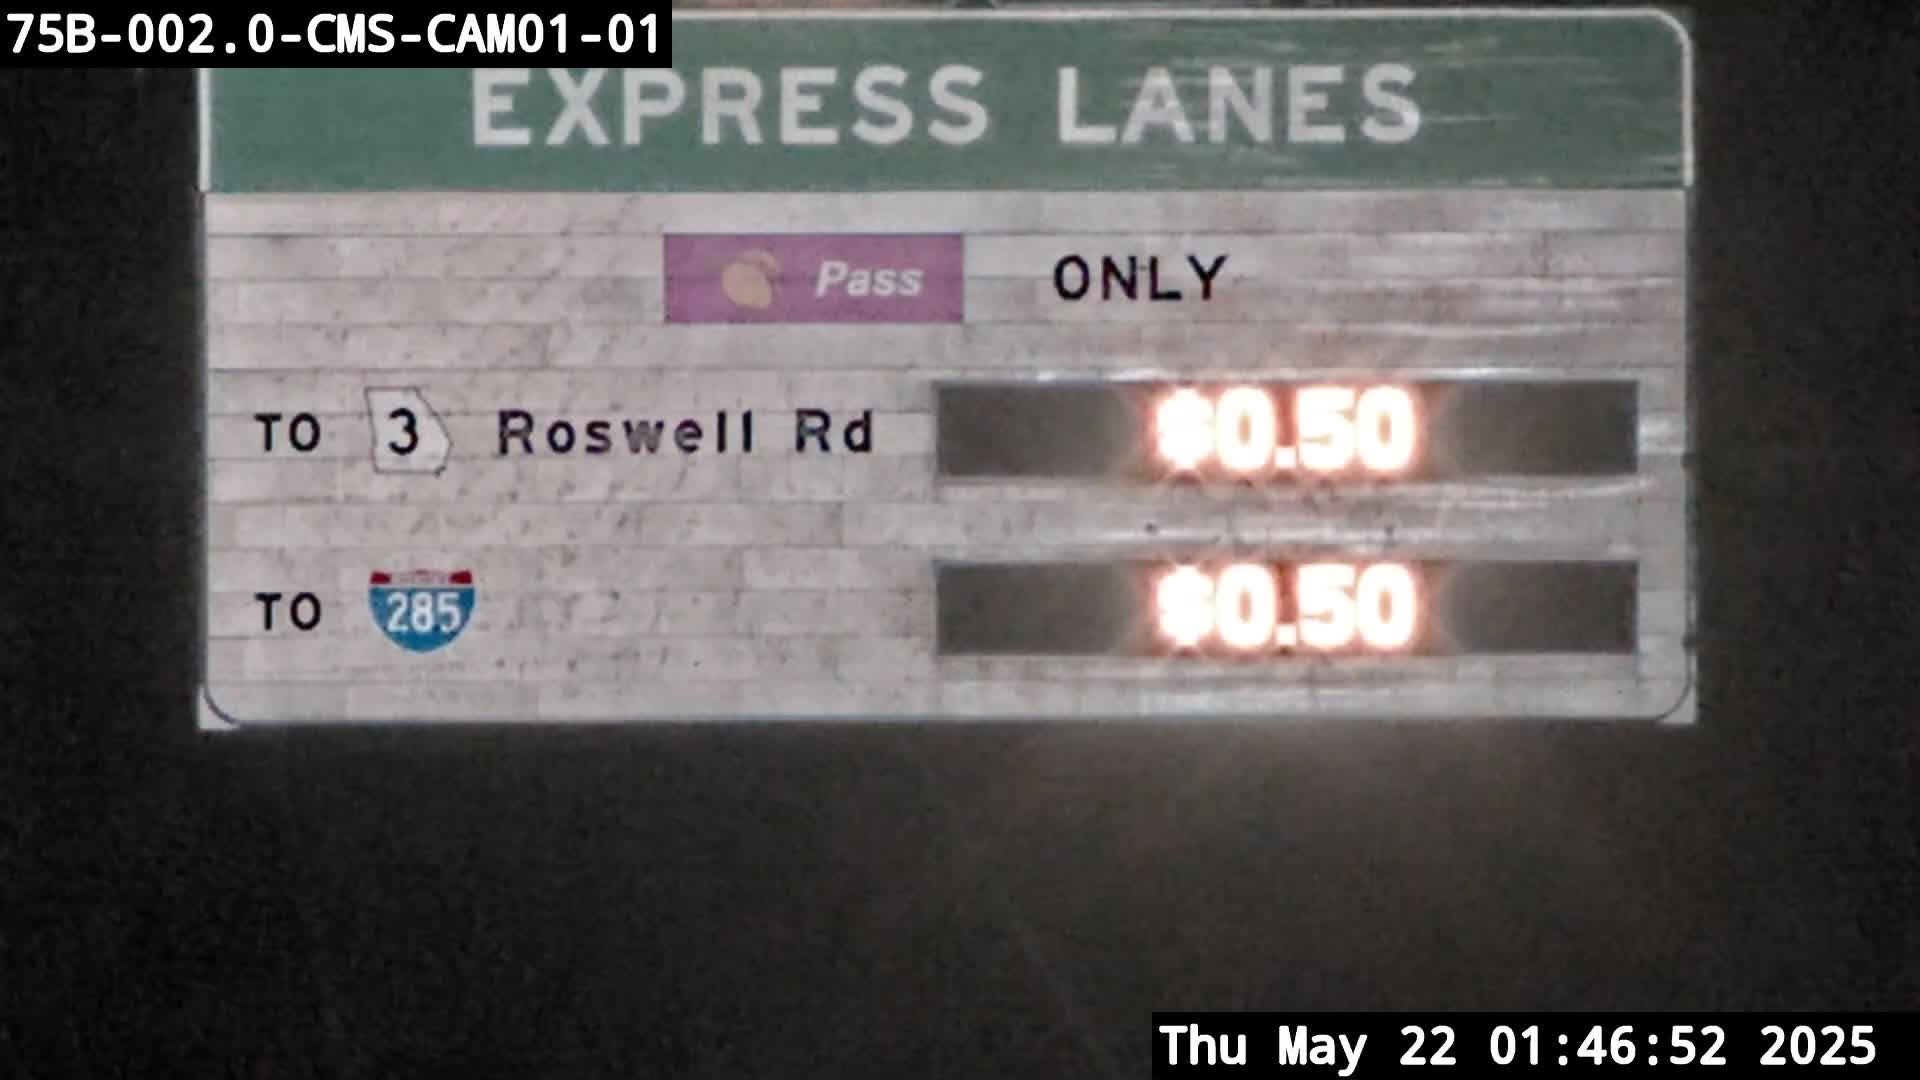 75B-002.0-CMS-CAM01-01
EXPRESS LANES
Pass ONLY
TO 3 Roswell Rd $0.50
TO 285 $0.50
Thu May 22 01:46:52 2025